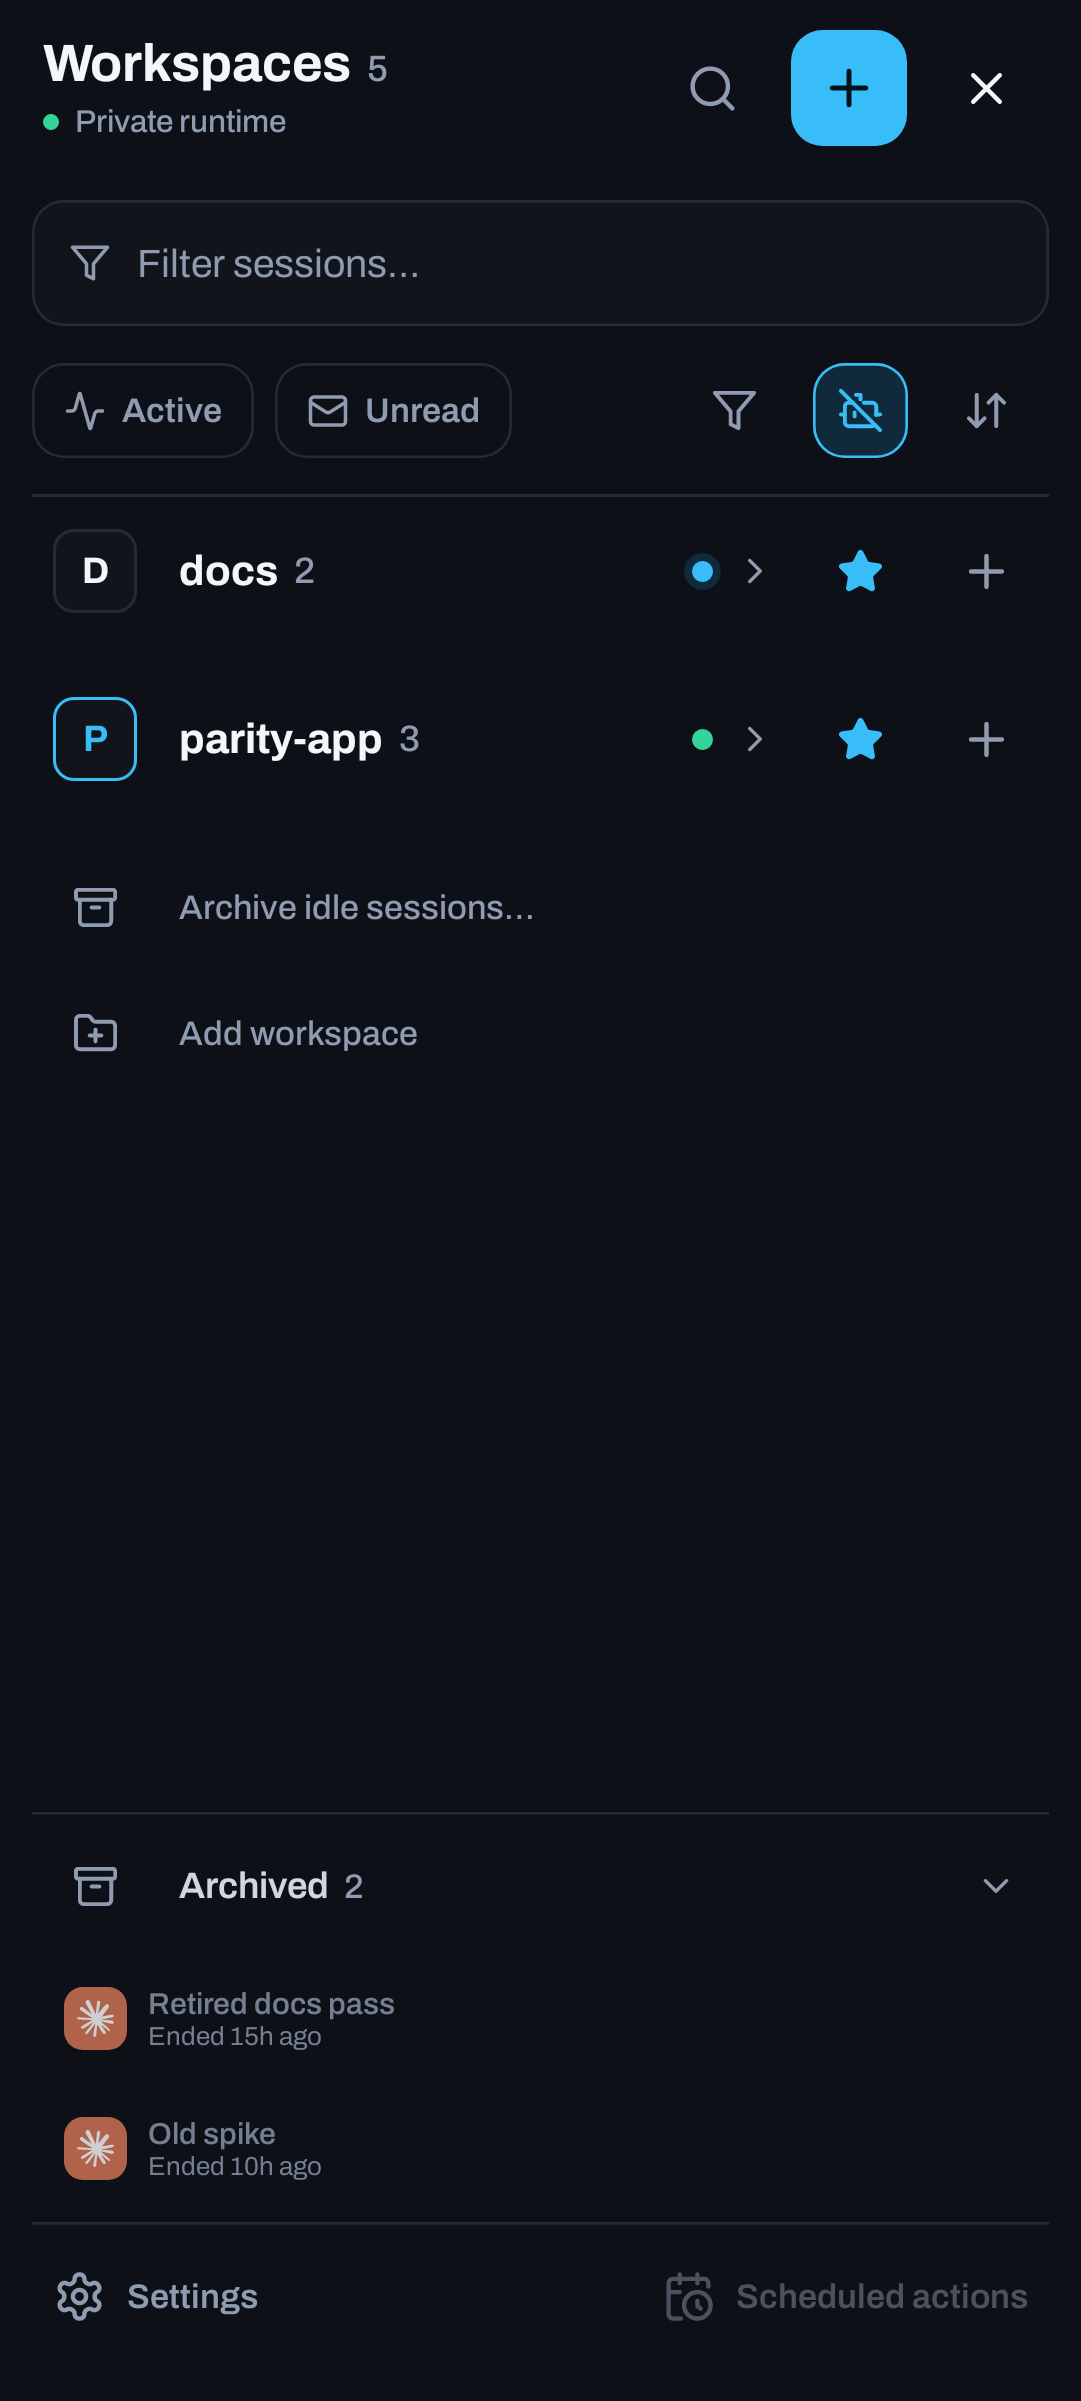 Workspaces 5
Private runtime
Filter sessions...
Active
Unread
D
docs 2
P
parity-app 3
Archive idle sessions...
Add workspace
Archived 2
Retired docs pass
Ended 15h ago
Old spike
Ended 10h ago
Settings
Scheduled actions